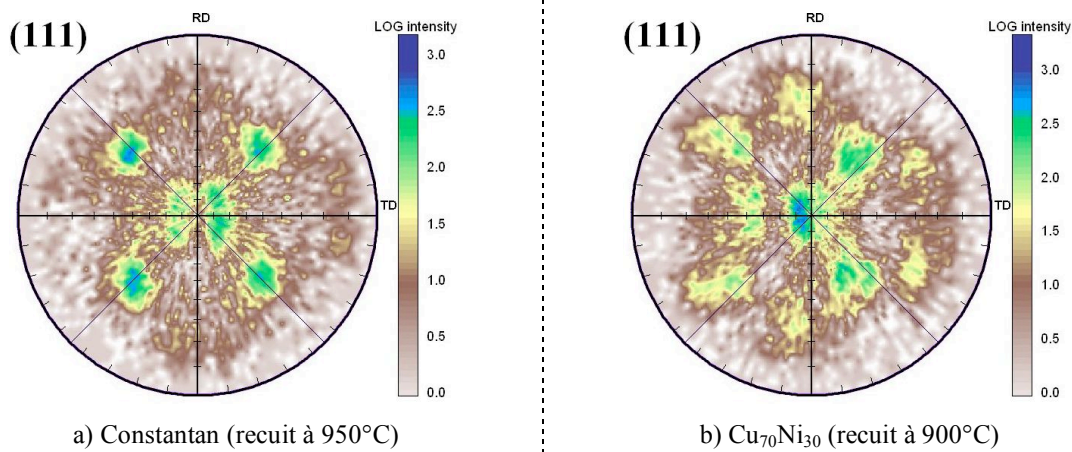 (111)
RD
LOG intensity
3.0
2.5
2.0
1.5
1.0
0.5
0.0
TD
a) Constantan (recuit à 950°C)
(111)
RD
LOG intensity
3.0
2.5
2.0
1.5
1.0
0.5
0.0
TD
b) Cu₇₀Ni₃₀ (recuit à 900°C)